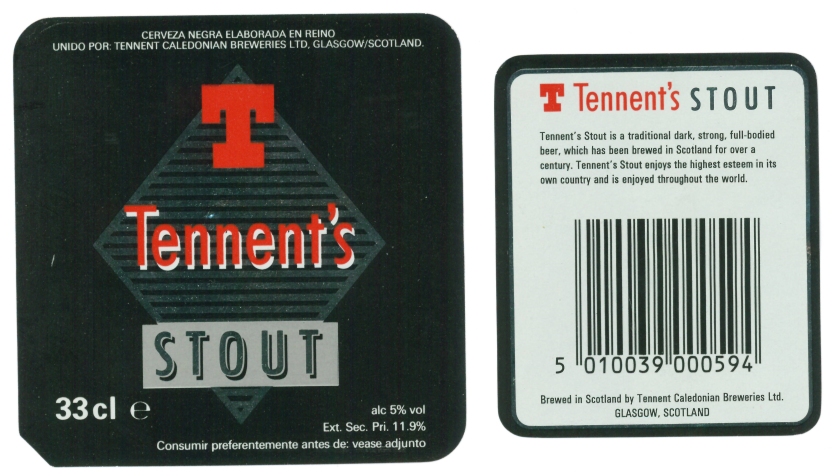 CERVEZA NEGRA ELABORADA EN REINO
UNIDO POR: TENNENT CALEDONIAN BREWERIES LTD, GLASGOW/SCOTLAND.
T
Tennent's
STOUT
33 cl e
alc 5% vol
Ext. Sec. Pri. 11.9%
Consumir preferentemente antes de: vease adjunto
T Tennent's STOUT
Tennent's Stout is a traditional dark, strong, full-bodied
beer, which has been brewed in Scotland for over a
century. Tennent's Stout enjoys the highest esteem in its
own country and is enjoyed throughout the world.
5 010039 000594
Brewed in Scotland by Tennent Caledonian Breweries Ltd.
GLASGOW, SCOTLAND